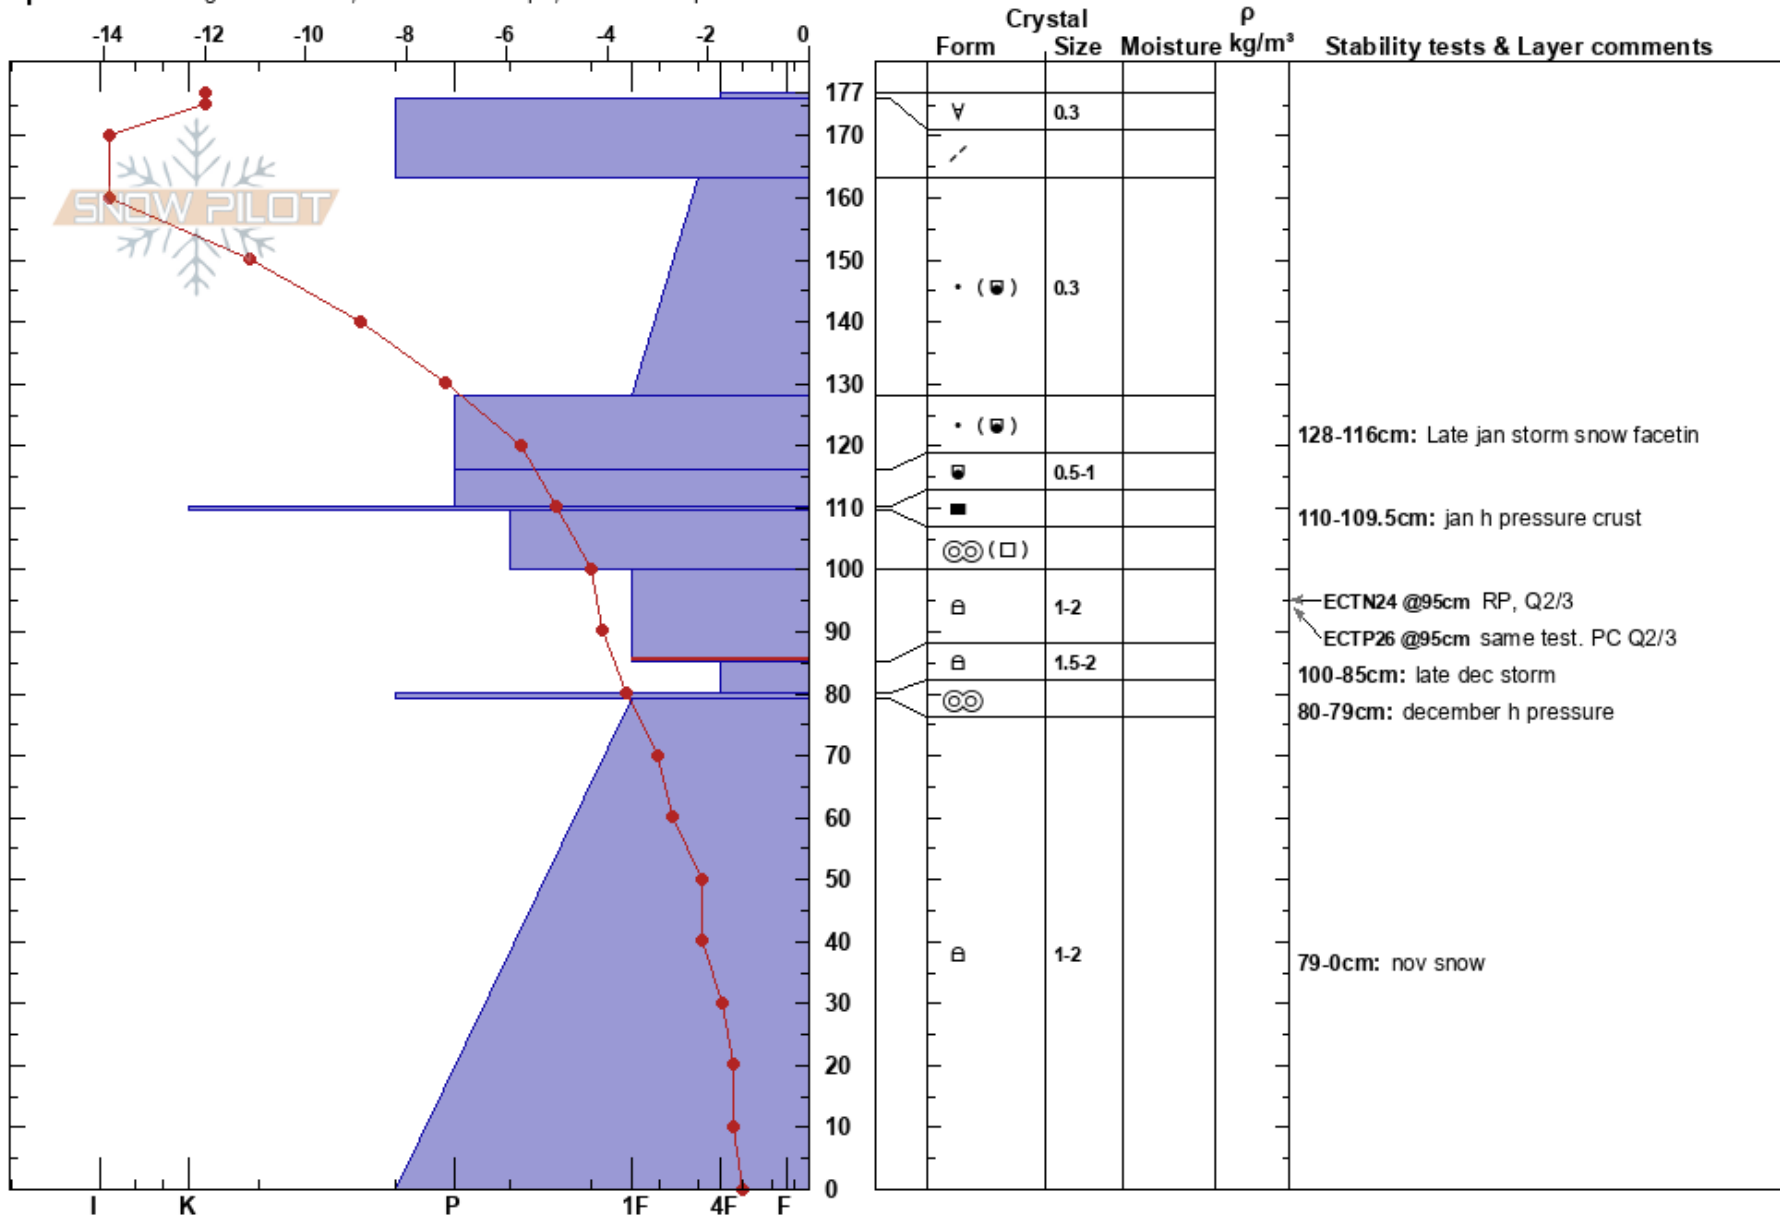 Crystal
ρ
-14 -12 -10 -8 -6 -4 -2 0
Form Size Moisture kg/m³ Stability tests & Layer comments
177
0.3
170
160
SNOW PILOT
150
0.3
140
130
128-116cm: Late jan storm snow facetin
120
0.5-1
110
110-109.5cm: jan h pressure crust
100
ECTN24 @95cm RP, Q2/3
1-2
90
ECTP26 @95cm same test. PC Q2/3
1.5-2
100-85cm: late dec storm
80
80-79cm: december h pressure
70
60
50
40
1-2
79-0cm: nov snow
30
20
10
0
I K P 1F 4F F